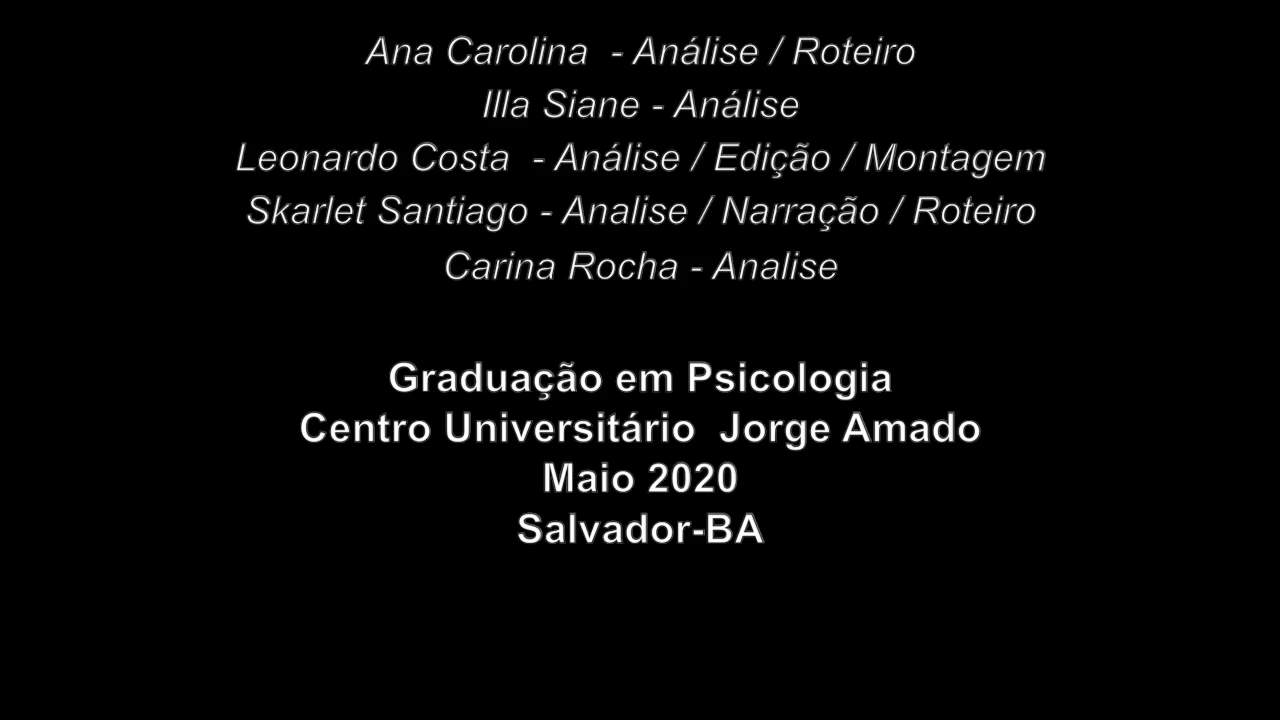 Ana Carolina  - Análise / Roteiro
Illa Siane - Análise
Leonardo Costa  - Análise / Edição / Montagem
Skarlet Santiago - Analise / Narração / Roteiro
Carina Rocha - Analise
Graduação em Psicologia
Centro Universitário  Jorge Amado
Maio 2020
Salvador-BA